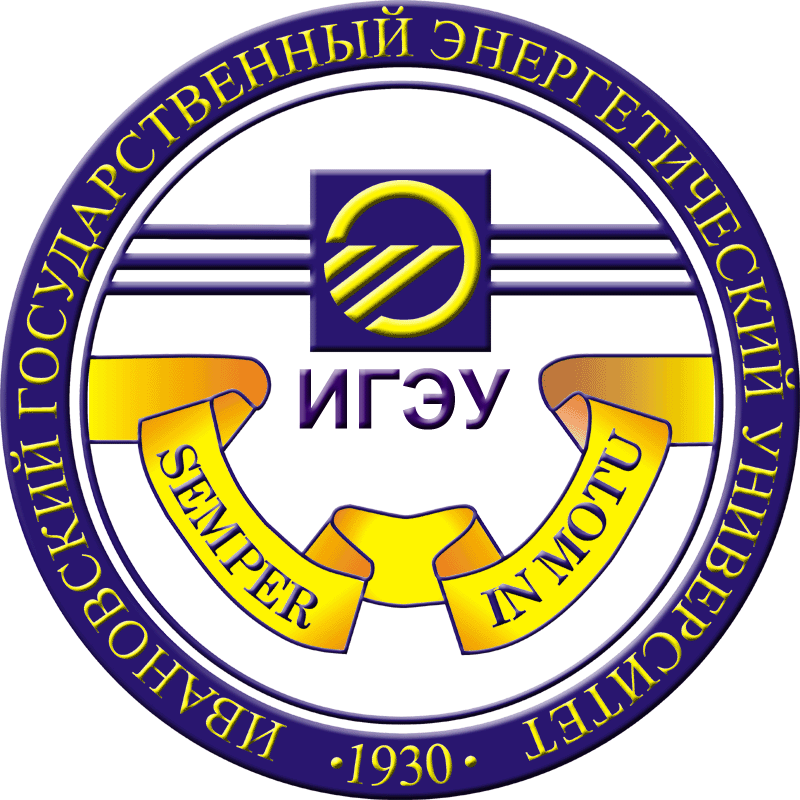 ИВАНОВСКИЙ ГОСУДАРСТВЕННЫЙ ЭНЕРГЕТИЧЕСКИЙ УНИВЕРСИТЕТ
ИГЭУ
SEMPER IN MOTU
·1930·